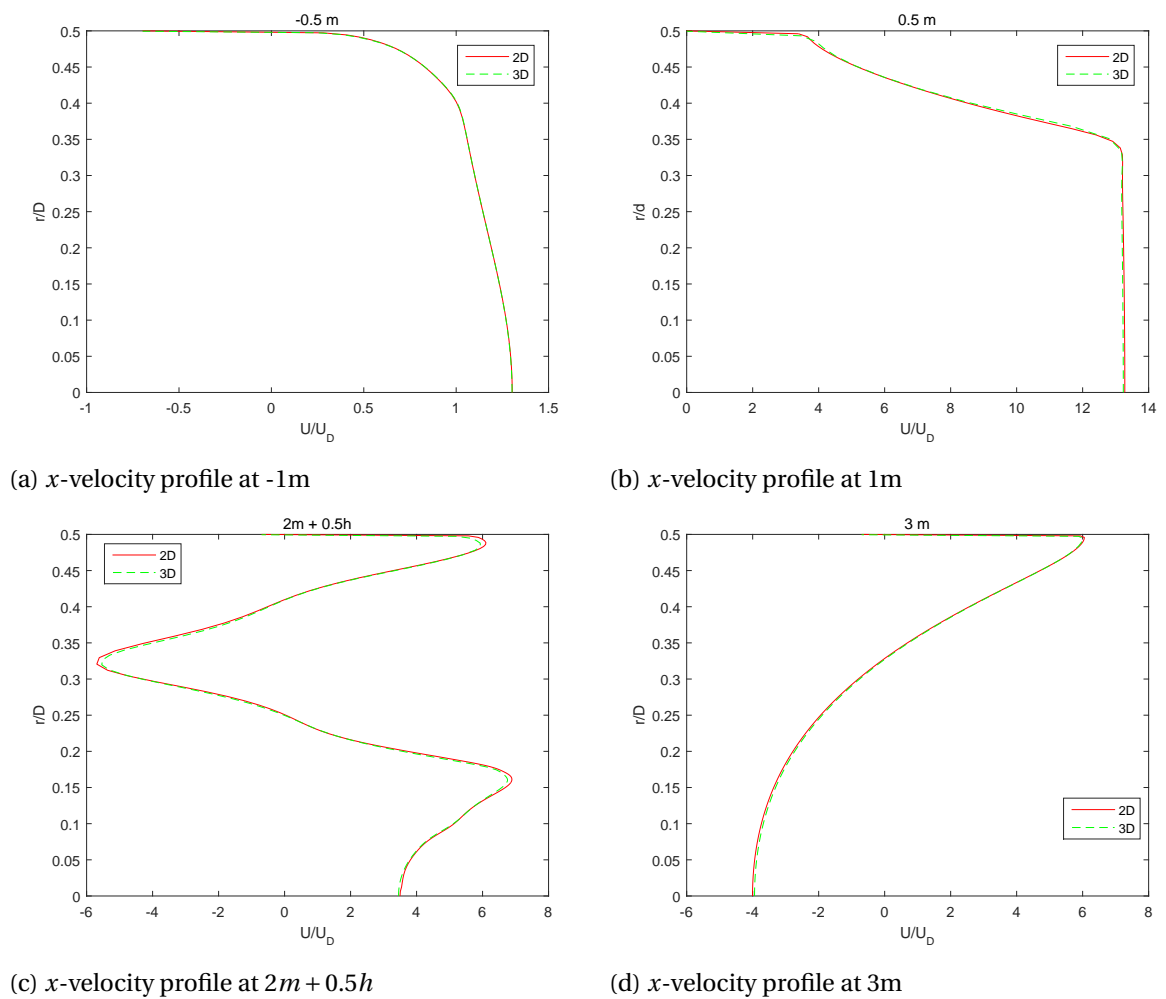 -0.5 m
0.5
0.45
0.4
0.35
0.3
0.25
0.2
0.15
0.1
0.05
0
r/D
2D
3D
-1 -0.5 0 0.5 1 1.5
U/U_D
(a) x-velocity profile at -1m
0.5 m
0.5
0.45
0.4
0.35
0.3
0.25
0.2
0.15
0.1
0.05
0
r/d
2D
3D
0 2 4 6 8 10 12 14
U/U_D
(b) x-velocity profile at 1m
2m + 0.5h
0.5
0.45
0.4
0.35
0.3
0.25
0.2
0.15
0.1
0.05
0
r/D
2D
3D
-6 -4 -2 0 2 4 6 8
U/U_D
(c) x-velocity profile at 2m + 0.5h
3 m
0.5
0.45
0.4
0.35
0.3
0.25
0.2
0.15
0.1
0.05
0
r/D
2D
3D
-6 -4 -2 0 2 4 6 8
U/U_D
(d) x-velocity profile at 3m